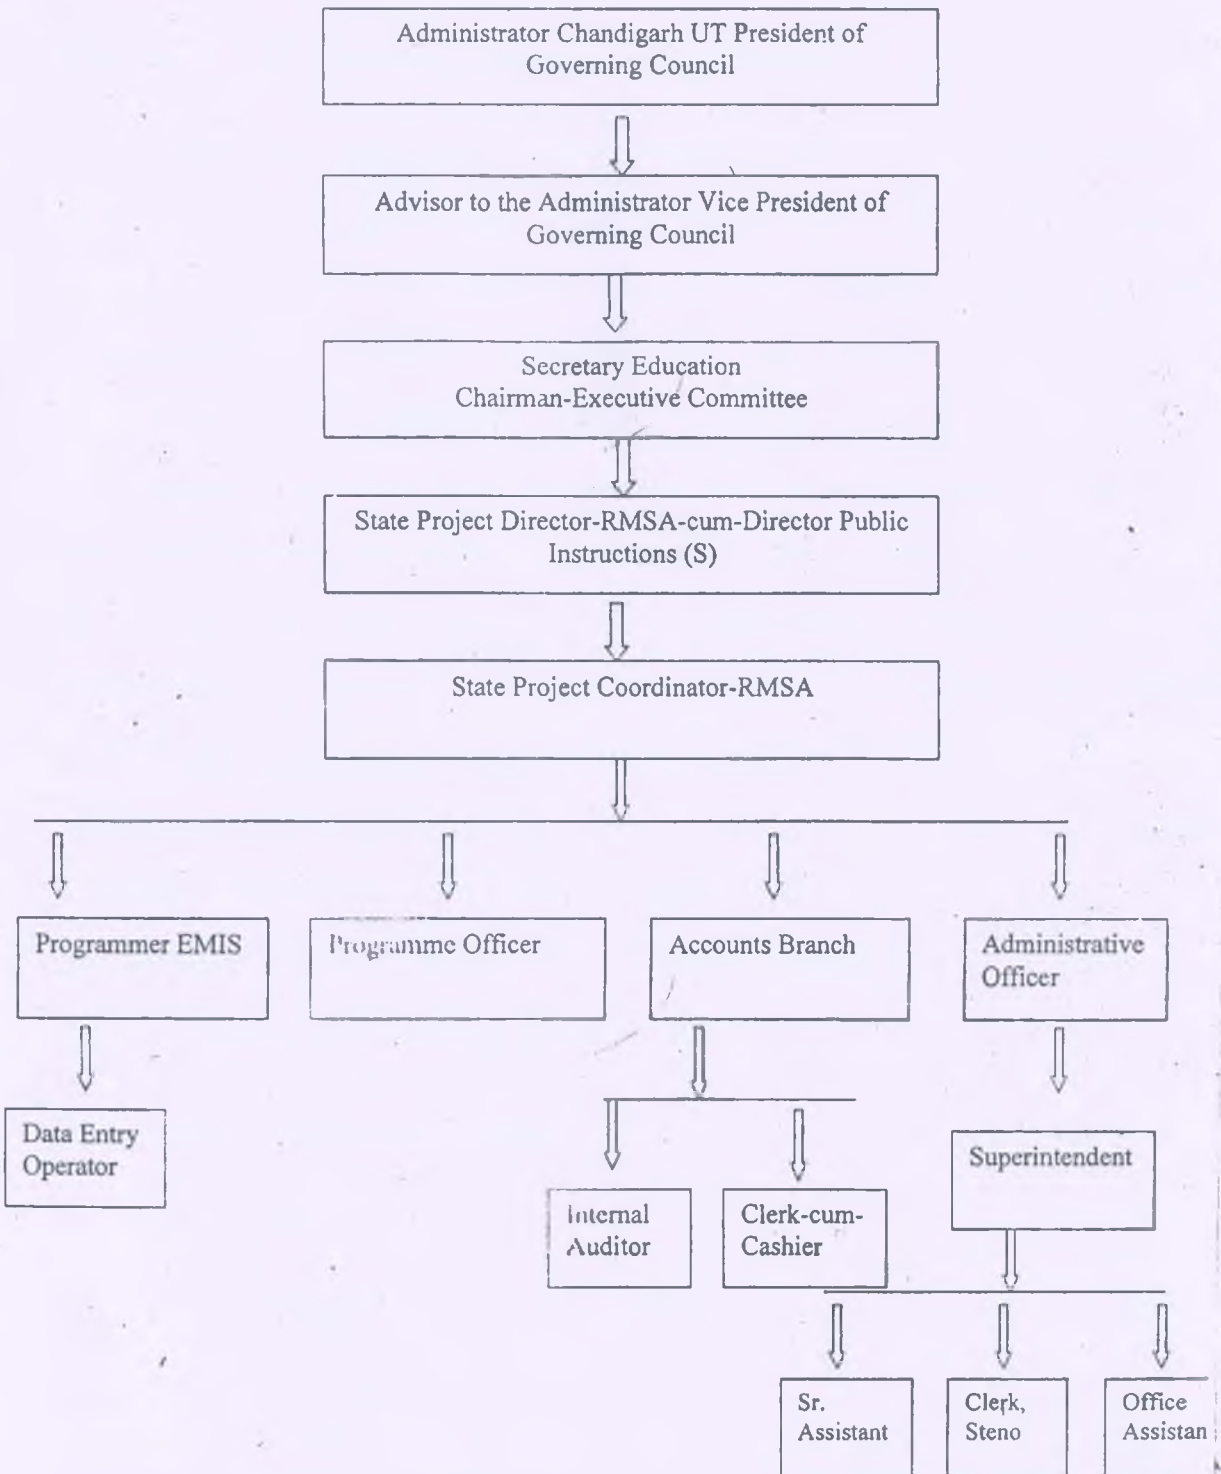 Administrator Chandigarh UT President of
Governing Council
Advisor to the Administrator Vice President of
Governing Council
Secretary Education
Chairman-Executive Committee
State Project Director-RMSA-cum-Director Public
Instructions (S)
State Project Coordinator-RMSA
Programmer EMIS
Programme Officer
Accounts Branch
Administrative
Officer
Data Entry
Operator
Internal
Auditor
Clerk-cum-
Cashier
Superintendent
Sr.
Assistant
Clerk,
Steno
Office
Assistan